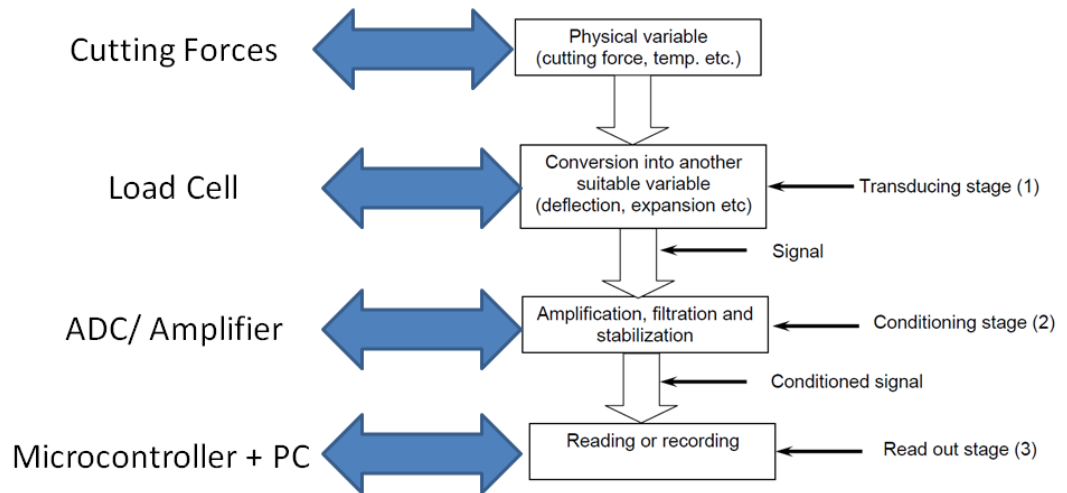 Cutting Forces
Physical variable
(cutting force, temp. etc.)
Load Cell
Conversion into another
suitable variable
(deflection, expansion etc)
Transducing stage (1)
Signal
ADC/ Amplifier
Amplification, filtration and
stabilization
Conditioning stage (2)
Conditioned signal
Microcontroller + PC
Reading or recording
Read out stage (3)